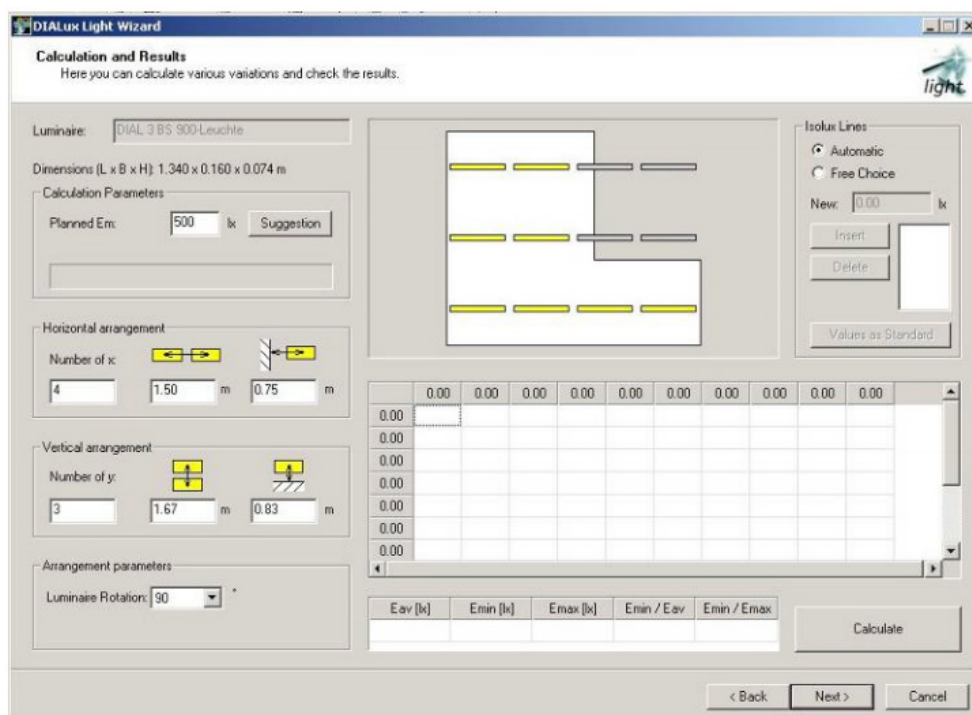 DIALux Light Wizard
Calculation and Results
Here you can calculate various variations and check the results.
light
Luminaire: DIAL 3 BS 900-Leuchte
Dimensions (L x B x H): 1.340 x 0.160 x 0.074 m
Calculation Parameters
Planned Em: 500 lx Suggestion
Horizontal arrangement
Number of x:
4 1.50 m 0.75 m
Vertical arrangement
Number of y:
3 1.67 m 0.83 m
Arrangement parameters
Luminaire Rotation: 90 °
Isolux Lines
Automatic
Free Choice
New: 0.00 lx
Insert
Delete
Values as Standard
0.00 0.00 0.00 0.00 0.00 0.00 0.00 0.00 0.00
0.00
0.00
0.00
0.00
0.00
0.00
0.00
Eav [lx] Emin [lx] Emax [lx] Emin / Eav Emin / Emax
Calculate
< Back Next > Cancel